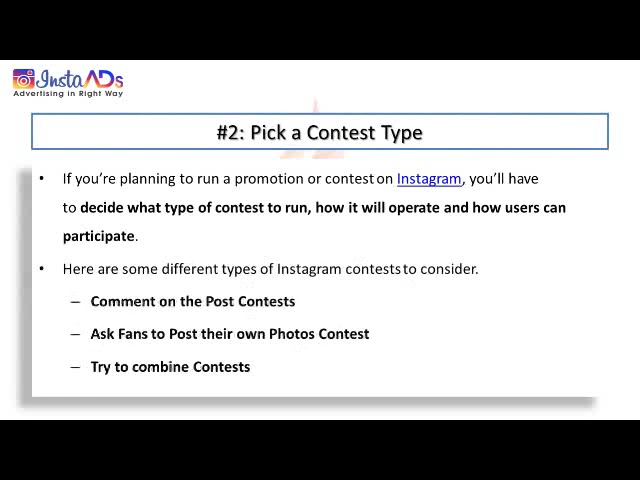 InstaADs
Advertising in Right Way
#2: Pick a Contest Type
• If you’re planning to run a promotion or contest on Instagram, you’ll have
to decide what type of contest to run, how it will operate and how users can
participate.
• Here are some different types of Instagram contests to consider.
– Comment on the Post Contests
– Ask Fans to Post their own Photos Contest
– Try to combine Contests